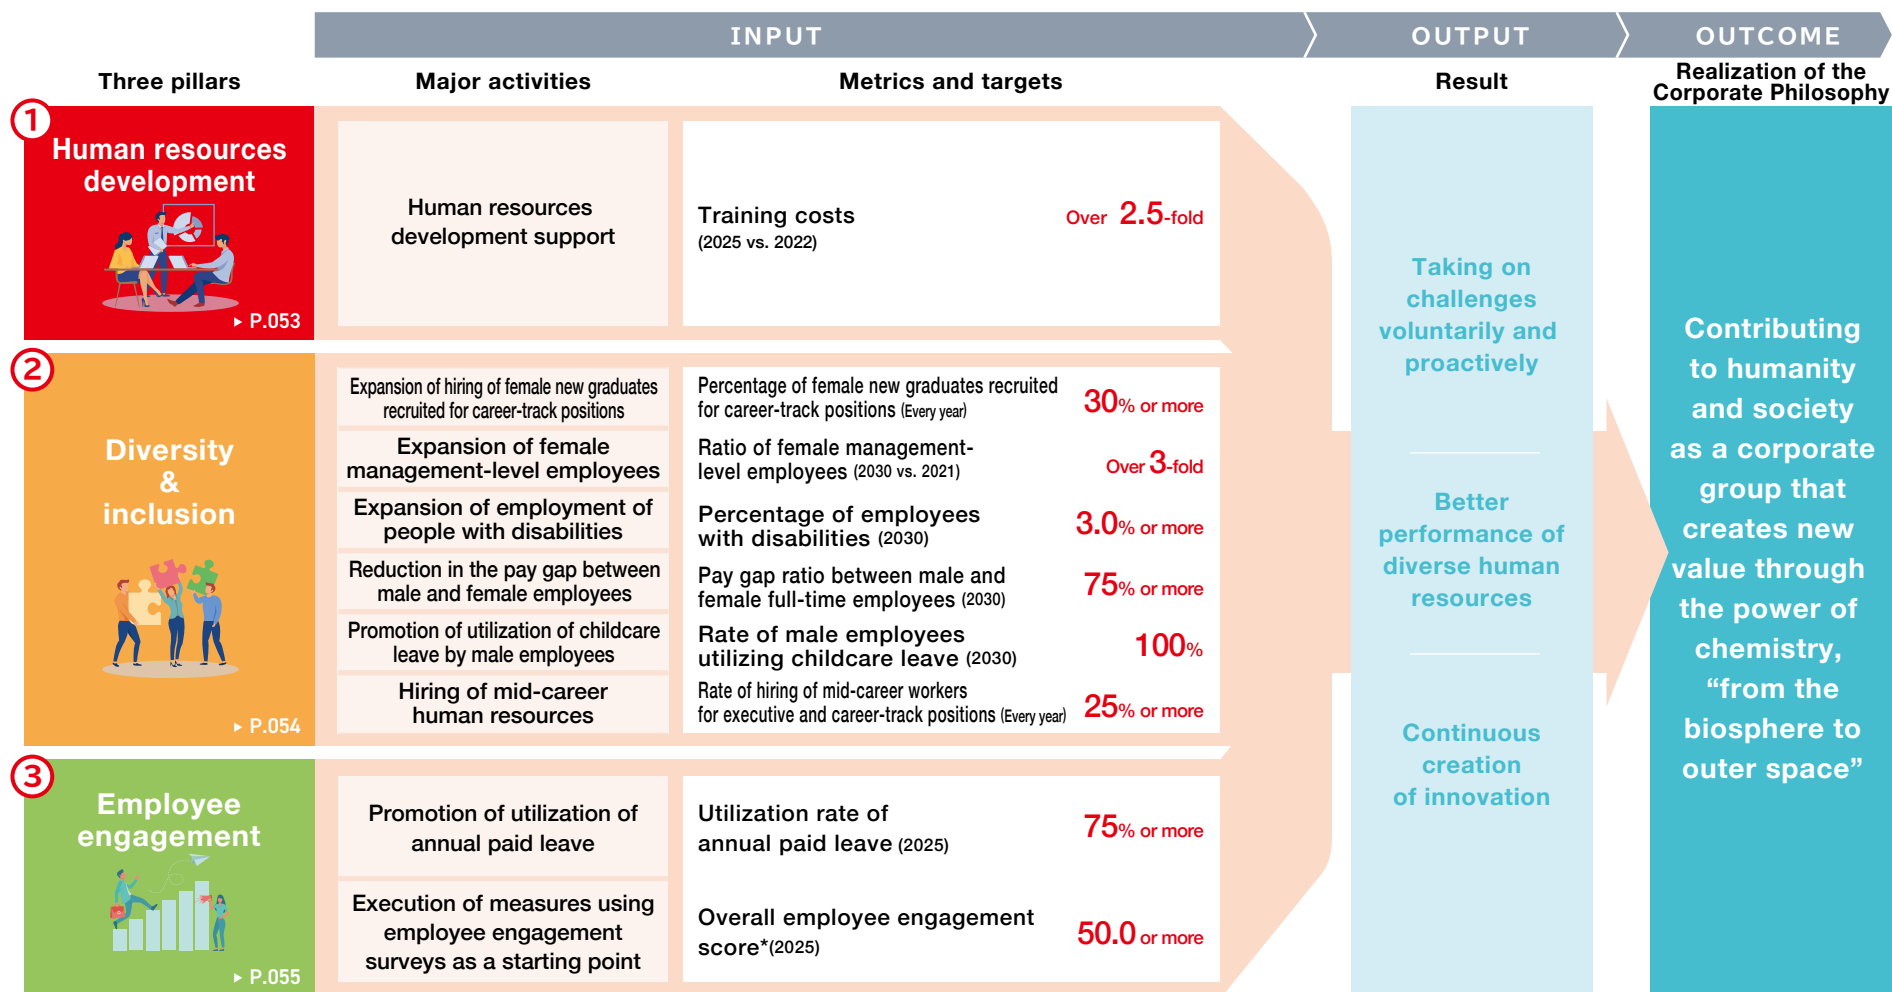 INPUT
OUTPUT
OUTCOME
Three pillars
Major activities
Metrics and targets
Result
Realization of the
Corporate Philosophy
1
Human resources
development
▶ P.053
Human resources
development support
Training costs
(2025 vs. 2022)
Over 2.5-fold
2
Diversity
&
inclusion
▶ P.054
Expansion of hiring of female new graduates
recruited for career-track positions
Percentage of female new graduates recruited
for career-track positions (Every year)
30% or more
Expansion of female
management-level employees
Ratio of female management-
level employees (2030 vs. 2021)
Over 3-fold
Expansion of employment of
people with disabilities
Percentage of employees
with disabilities (2030)
3.0% or more
Reduction in the pay gap between
male and female employees
Pay gap ratio between male and
female full-time employees (2030)
75% or more
Promotion of utilization of childcare
leave by male employees
Rate of male employees
utilizing childcare leave (2030)
100%
Hiring of mid-career
human resources
Rate of hiring of mid-career workers
for executive and career-track positions (Every year)
25% or more
3
Employee
engagement
▶ P.055
Promotion of utilization of
annual paid leave
Utilization rate of
annual paid leave (2025)
75% or more
Execution of measures using
employee engagement
surveys as a starting point
Overall employee engagement
score*(2025)
50.0 or more
Taking on
challenges
voluntarily and
proactively
Better
performance of
diverse human
resources
Continuous
creation
of innovation
Contributing
to humanity
and society
as a corporate
group that
creates new
value through
the power of
chemistry,
“from the
biosphere to
outer space”